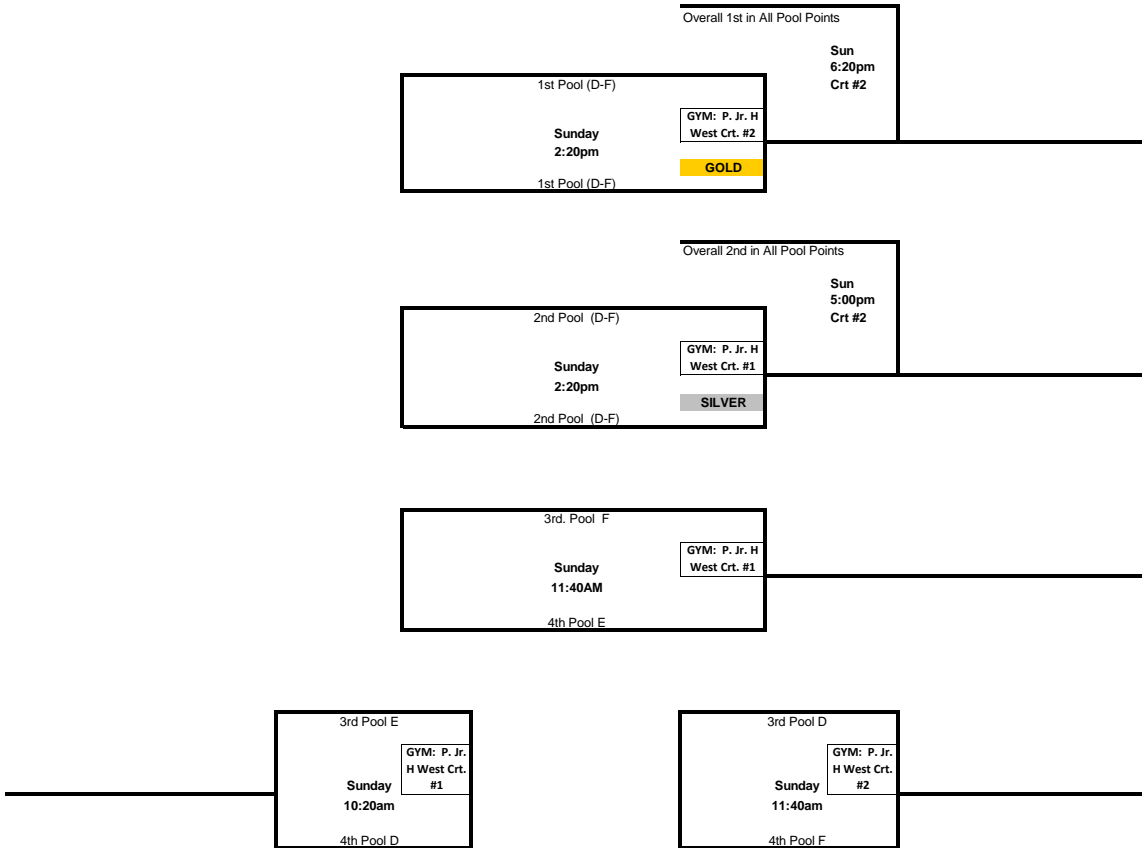 Overall 1st in All Pool Points
Sun
6:20pm
Crt #2
1st Pool (D-F)
GYM: P. Jr. H
West Crt. #2
Sunday
2:20pm
GOLD
1st Pool (D-F)
Overall 2nd in All Pool Points
Sun
5:00pm
Crt #2
2nd Pool (D-F)
GYM: P. Jr. H
West Crt. #1
Sunday
2:20pm
SILVER
2nd Pool (D-F)
3rd. Pool F
GYM: P. Jr. H
West Crt. #1
Sunday
11:40AM
4th Pool E
3rd Pool E
GYM: P. Jr.
H West Crt.
#1
Sunday
10:20am
4th Pool D
3rd Pool D
GYM: P. Jr.
H West Crt.
#2
Sunday
11:40am
4th Pool F